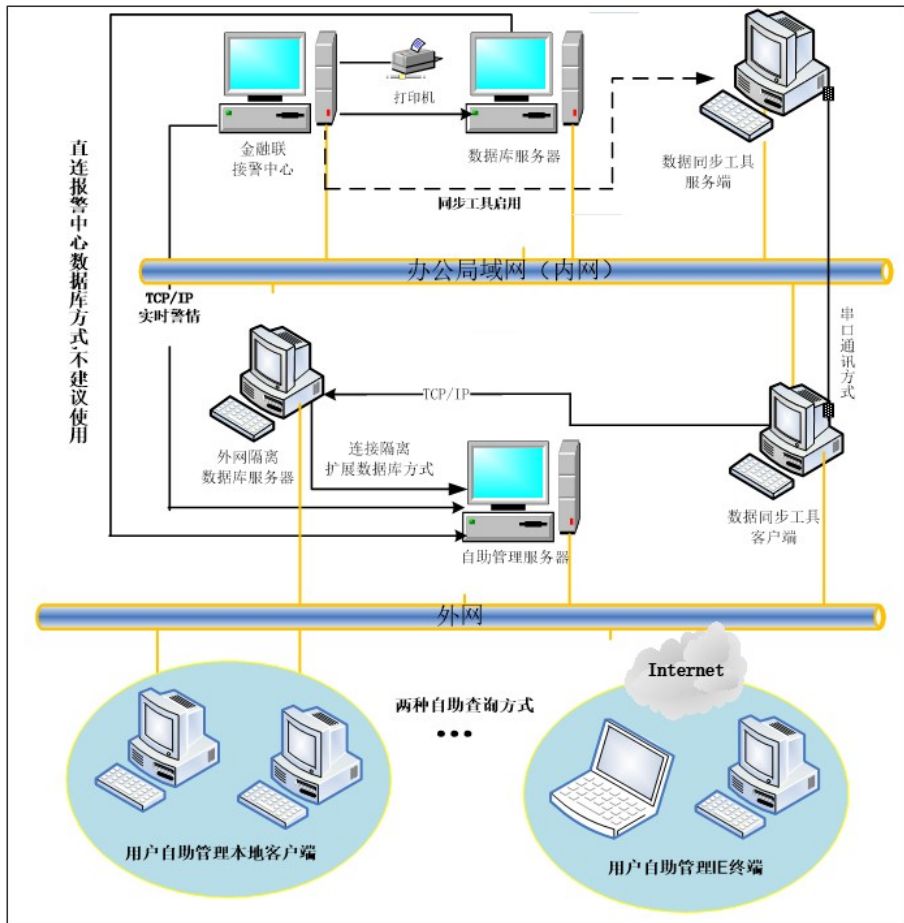 打印机
金融联
接警中心
数据库服务器
数据同步工具
服务端
同步工具启用
直连报警中心数据库方式,不建议使用
办公局域网（内网）
TCP/IP
实时警情
串口通讯方式
TCP/IP
外网隔离
数据库服务器
连接隔离
扩展数据库方式
数据同步工具
客户端
自助管理服务器
外网
Internet
两种自助查询方式
•••
用户自助管理本地客户端
用户自助管理IE终端